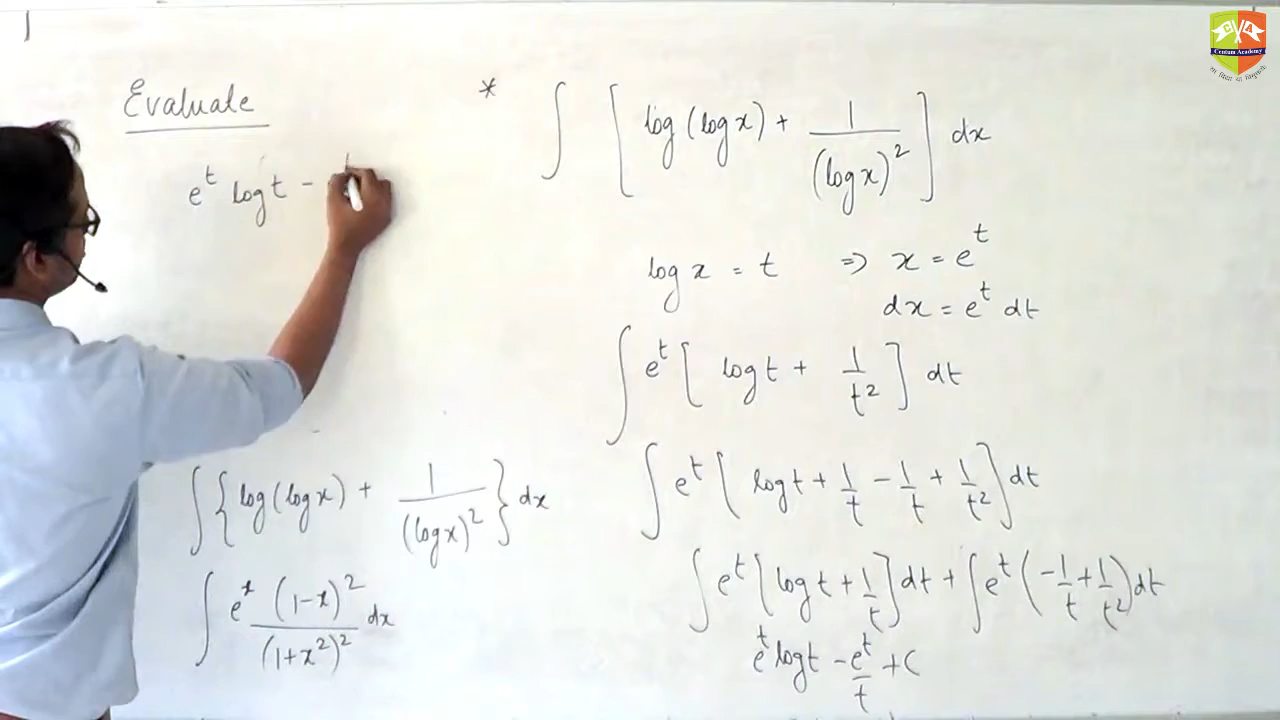 Evaluate
e^t log t -
∫ { log(log x) + 1/(log x)^2 } dx
∫ e^x (1-x)^2/(1+x^2)^2 dx
* ∫ [ log (log x) + 1/(log x)^2 ] dx
log x = t ⇒ x = e^t
dx = e^t dt
∫ e^t [ log t + 1/t^2 ] dt
∫ e^t [ log t + 1/t - 1/t + 1/t^2 ] dt
∫ e^t [ log t + 1/t ] dt + ∫ e^t ( -1/t + 1/t^2 ) dt
e^t log t - e^t/t + C
C A
Centum Academy